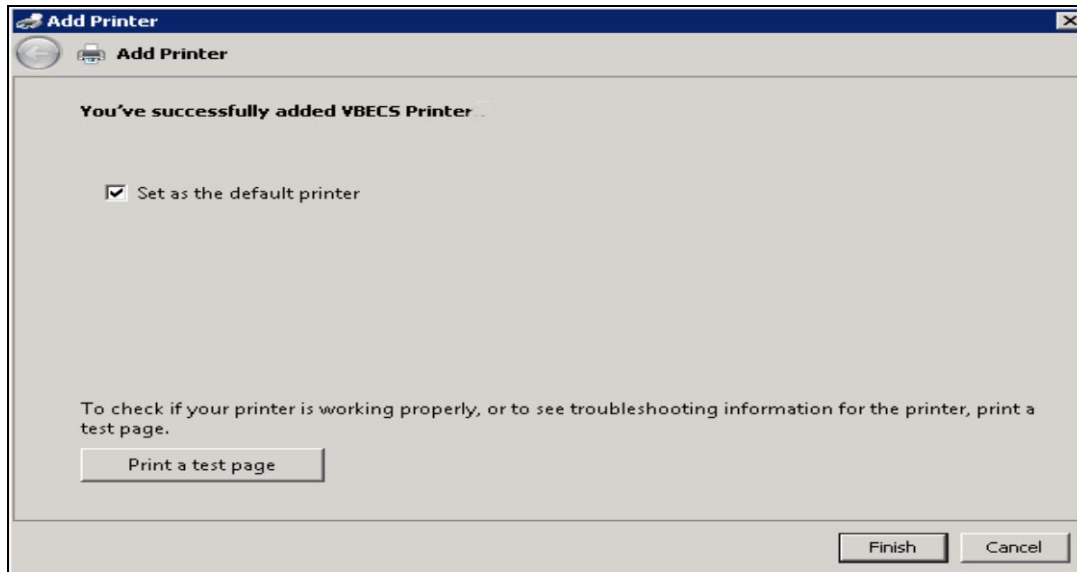 Add Printer
Add Printer
You've successfully added VBECS Printer
Set as the default printer
To check if your printer is working properly, or to see troubleshooting information for the printer, print a
test page.
Print a test page
Finish
Cancel